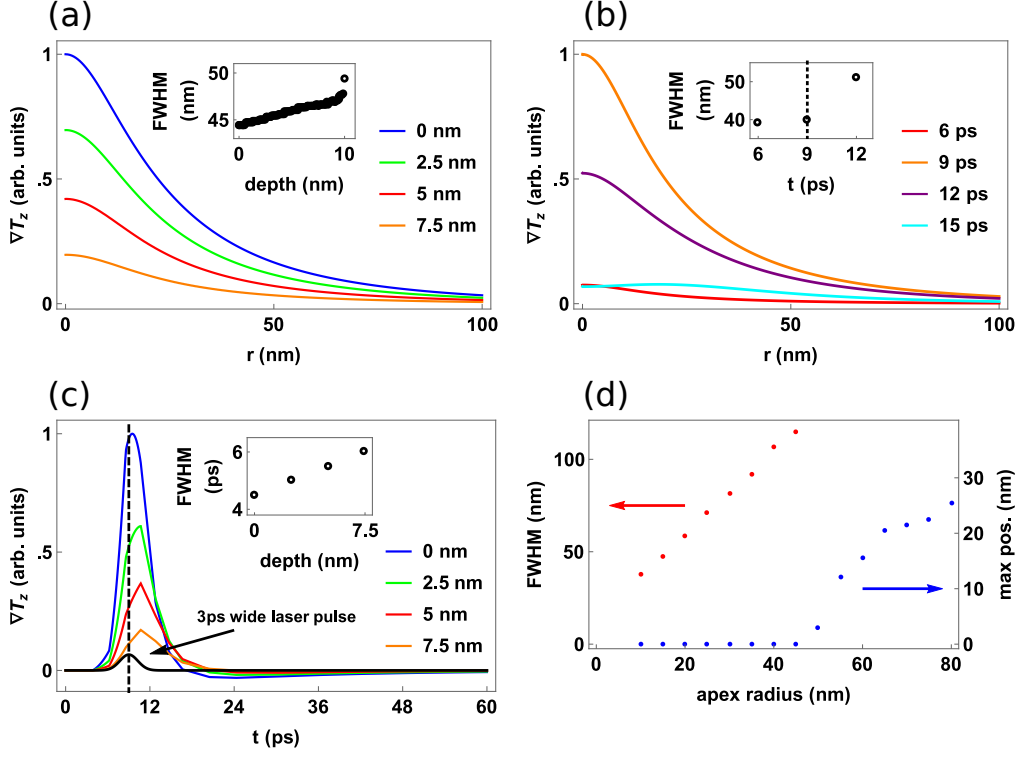 (a)
1
.5
0
∇T_z (arb. units)
0
50
100
r (nm)
FWHM
(nm)
50
45
0
10
depth (nm)
0 nm
2.5 nm
5 nm
7.5 nm
(b)
1
.5
0
∇T_z (arb. units)
0
50
100
r (nm)
FWHM
(nm)
50
40
6
9
12
t (ps)
6 ps
9 ps
12 ps
15 ps
(c)
1
.5
0
∇T_z (arb. units)
0
12
24
36
48
60
t (ps)
FWHM
(ps)
6
4
0
7.5
depth (nm)
0 nm
2.5 nm
5 nm
7.5 nm
3ps wide laser pulse
(d)
100
50
0
FWHM (nm)
0
20
40
60
80
apex radius(nm)
30
20
10
0
max pos. (nm)